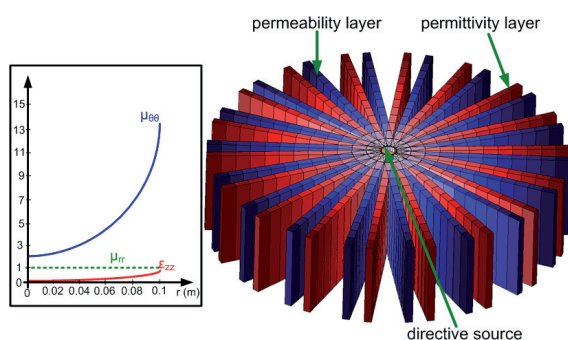 permeability layer
permittivity layer
15
13
11
9
7
5
3
1
0
μθθ
μrr
εzz
0 0.02 0.04 0.06 0.08 0.1 r (m)
directive source